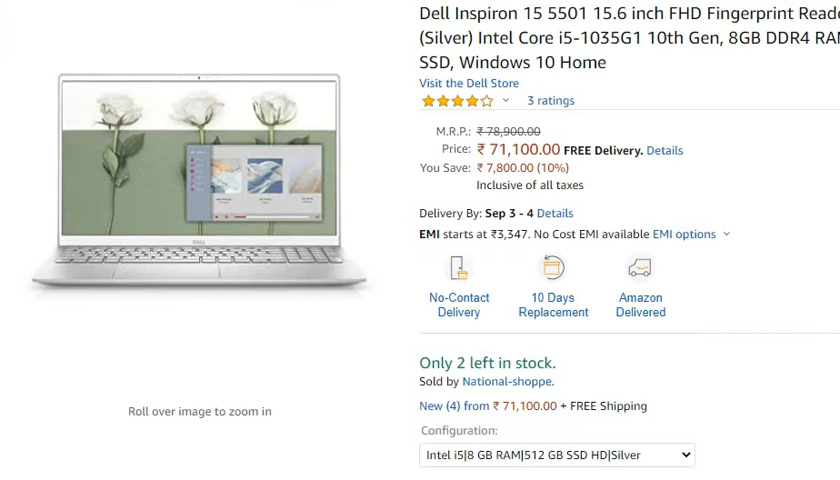 Dell Inspiron 15 5501 15.6 inch FHD Fingerprint
(Silver) Intel Core i5-1035G1 10th Gen, 8GB DDR4
SSD, Windows 10 Home
Visit the Dell Store
3 ratings
M.R.P.: ₹ 78,900.00
Price: ₹ 71,100.00 FREE Delivery. Details
You Save: ₹ 7,800.00 (10%)
Inclusive of all taxes
Delivery By: Sep 3 - 4 Details
EMI starts at ₹3,347. No Cost EMI available EMI options
No-Contact
Delivery
10 Days
Replacement
Amazon
Delivered
Only 2 left in stock.
Sold by National-shoppe.
New (4) from ₹ 71,100.00 + FREE Shipping
Configuration:
Intel i5|8 GB RAM|512 GB SSD HD|Silver
DELL
Roll over image to zoom in